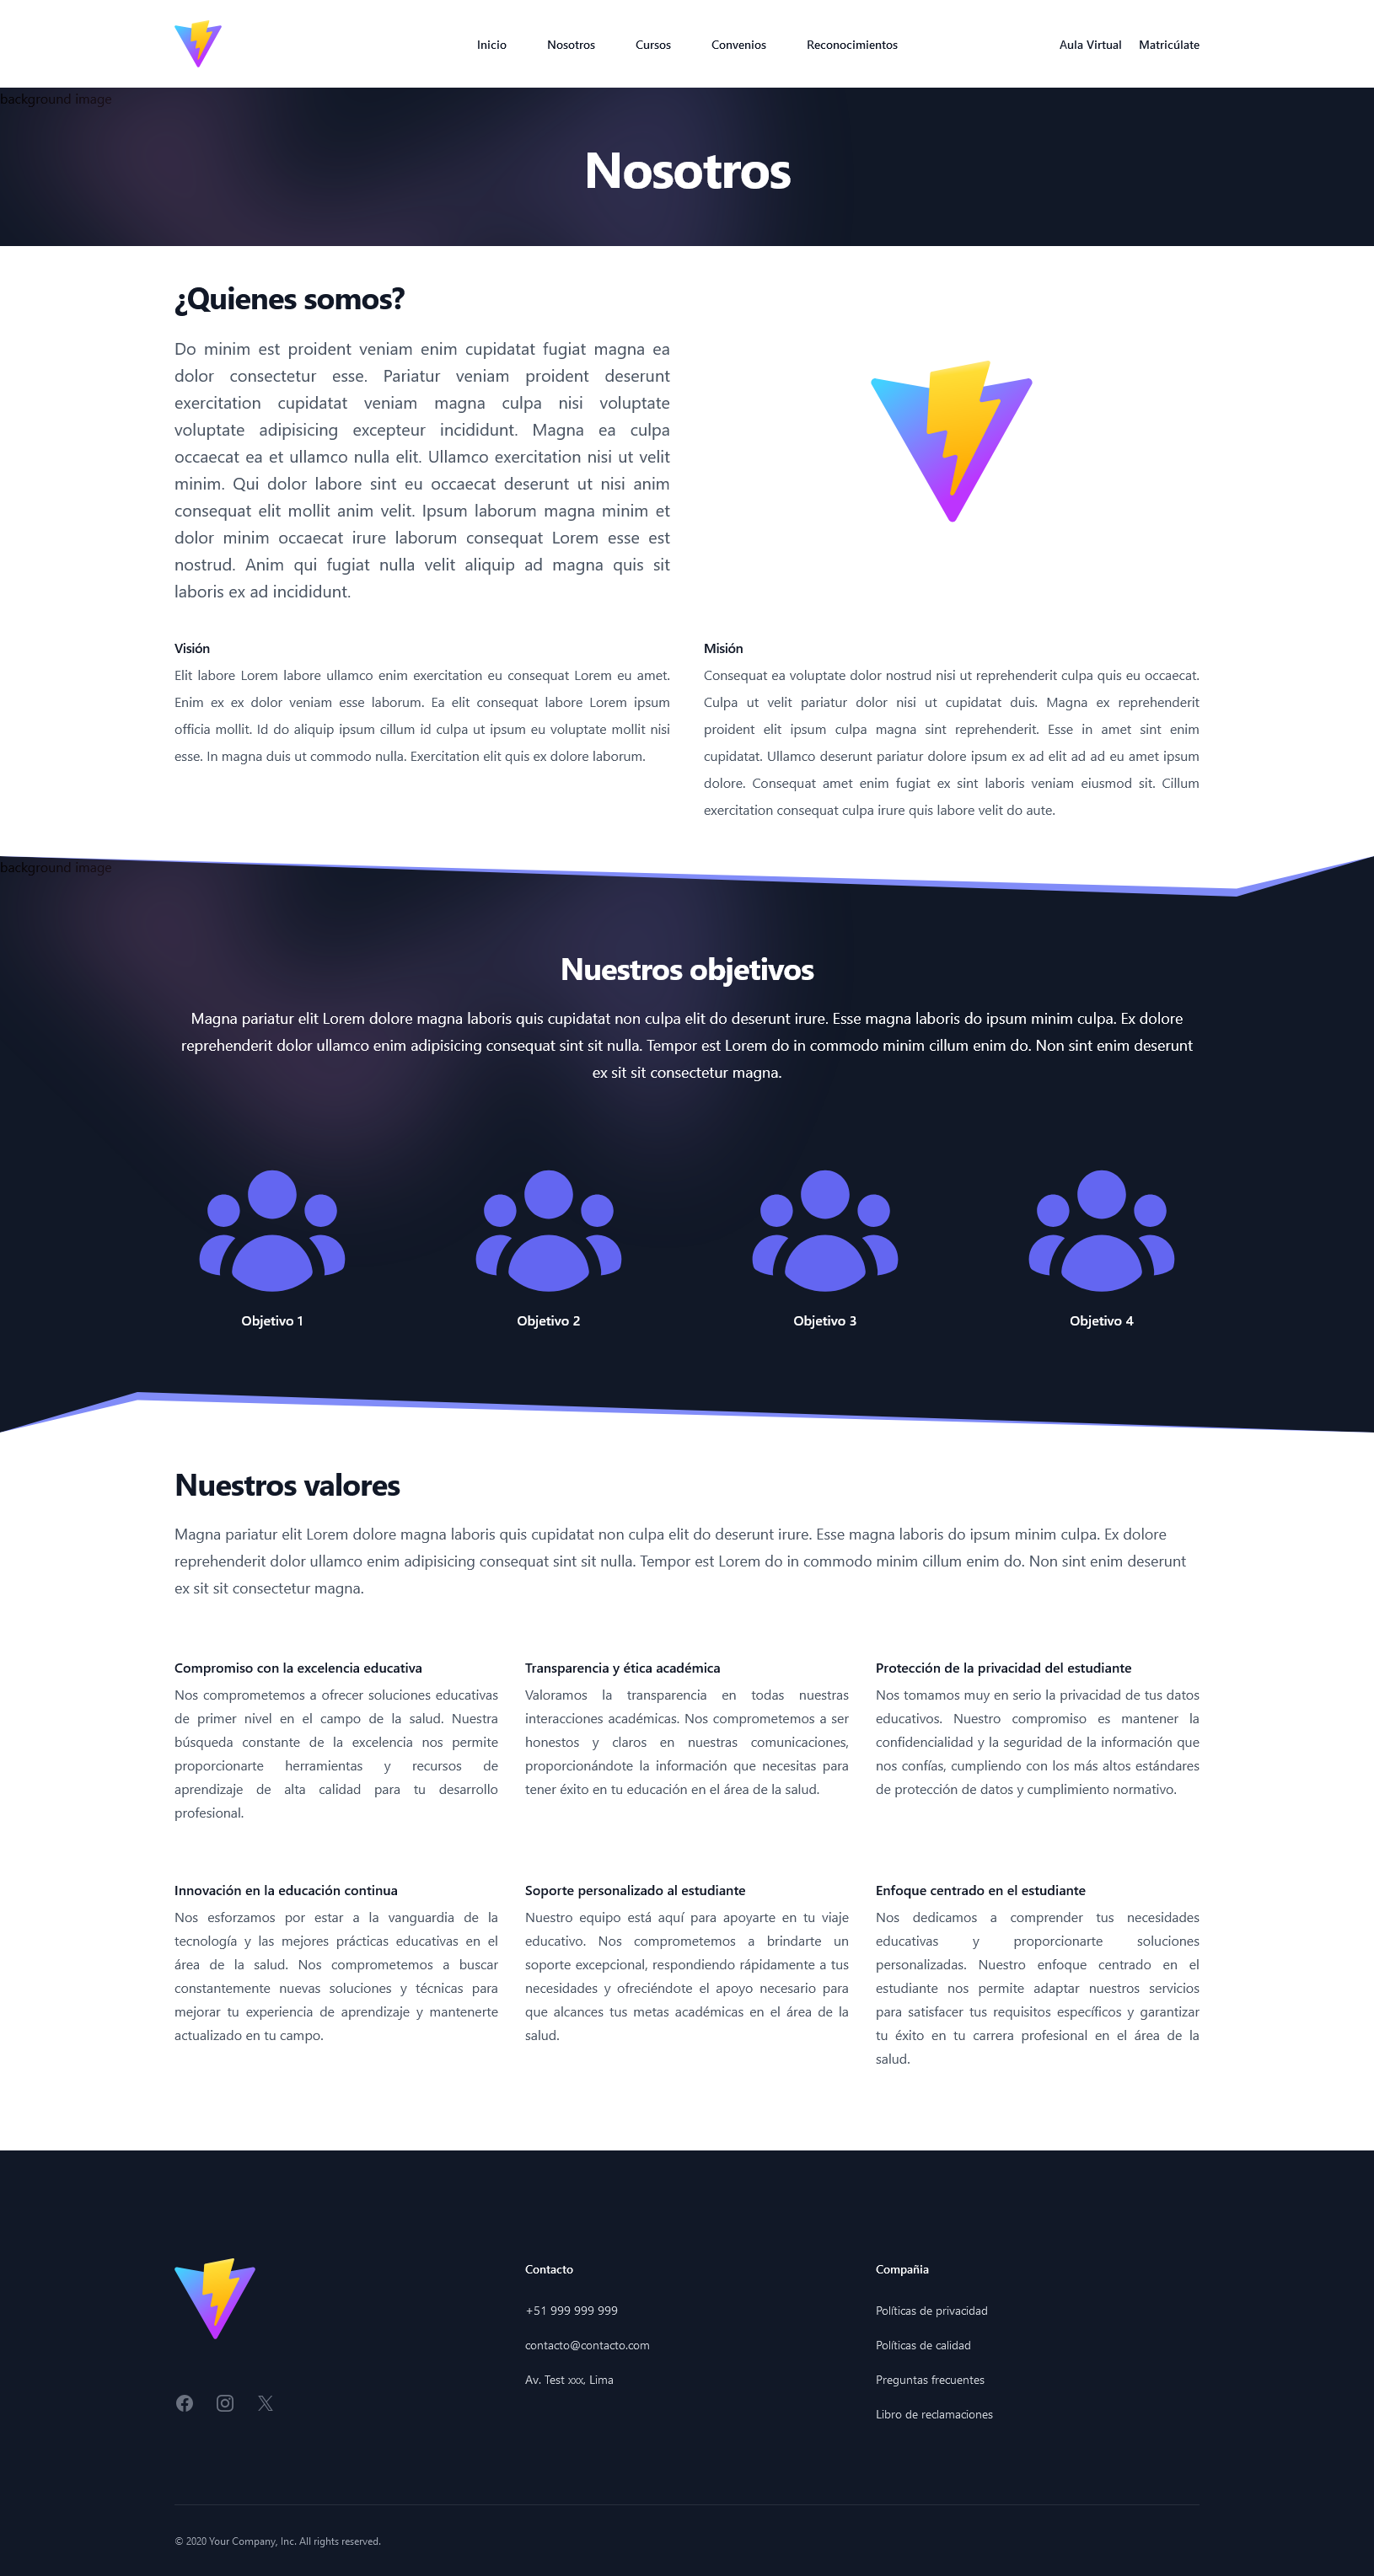 Inicio Nosotros Cursos Convenios Reconocimientos Aula Virtual Matricúlate
background image
Nosotros
¿Quienes somos?
Do minim est proident veniam enim cupidatat fugiat magna ea
dolor consectetur esse. Pariatur veniam proident deserunt
exercitation cupidatat veniam magna culpa nisi voluptate
voluptate adipisicing excepteur incididunt. Magna ea culpa
occaecat ea et ullamco nulla elit. Ullamco exercitation nisi ut velit
minim. Qui dolor labore sint eu occaecat deserunt ut nisi anim
consequat elit mollit anim velit. Ipsum laborum magna minim et
dolor minim occaecat irure laborum consequat Lorem esse est
nostrud. Anim qui fugiat nulla velit aliquip ad magna quis sit
laboris ex ad incididunt.
Visión
Elit labore Lorem labore ullamco enim exercitation eu consequat Lorem eu amet.
Enim ex ex dolor veniam esse laborum. Ea elit consequat labore Lorem ipsum
officia mollit. Id do aliquip ipsum cillum id culpa ut ipsum eu voluptate mollit nisi
esse. In magna duis ut commodo nulla. Exercitation elit quis ex dolore laborum.
Misión
Consequat ea voluptate dolor nostrud nisi ut reprehenderit culpa quis eu occaecat.
Culpa ut velit pariatur dolor nisi ut cupidatat duis. Magna ex reprehenderit
proident elit ipsum culpa magna sint reprehenderit. Esse in amet sint enim
cupidatat. Ullamco deserunt pariatur dolore ipsum ex ad elit ad ad eu amet ipsum
dolore. Consequat amet enim fugiat ex sint laboris veniam eiusmod sit. Cillum
exercitation consequat culpa irure quis labore velit do aute.
background image
Nuestros objetivos
Magna pariatur elit Lorem dolore magna laboris quis cupidatat non culpa elit do deserunt irure. Esse magna laboris do ipsum minim culpa. Ex dolore
reprehenderit dolor ullamco enim adipisicing consequat sint sit nulla. Tempor est Lorem do in commodo minim cillum enim do. Non sint enim deserunt
ex sit sit consectetur magna.
Objetivo 1
Objetivo 2
Objetivo 3
Objetivo 4
Nuestros valores
Magna pariatur elit Lorem dolore magna laboris quis cupidatat non culpa elit do deserunt irure. Esse magna laboris do ipsum minim culpa. Ex dolore
reprehenderit dolor ullamco enim adipisicing consequat sint sit nulla. Tempor est Lorem do in commodo minim cillum enim do. Non sint enim deserunt
ex sit sit consectetur magna.
Compromiso con la excelencia educativa
Nos comprometemos a ofrecer soluciones educativas
de primer nivel en el campo de la salud. Nuestra
búsqueda constante de la excelencia nos permite
proporcionarte herramientas y recursos de
aprendizaje de alta calidad para tu desarrollo
profesional.
Transparencia y ética académica
Valoramos la transparencia en todas nuestras
interacciones académicas. Nos comprometemos a ser
honestos y claros en nuestras comunicaciones,
proporcionándote la información que necesitas para
tener éxito en tu educación en el área de la salud.
Protección de la privacidad del estudiante
Nos tomamos muy en serio la privacidad de tus datos
educativos. Nuestro compromiso es mantener la
confidencialidad y la seguridad de la información que
nos confías, cumpliendo con los más altos estándares
de protección de datos y cumplimiento normativo.
Innovación en la educación continua
Nos esforzamos por estar a la vanguardia de la
tecnología y las mejores prácticas educativas en el
área de la salud. Nos comprometemos a buscar
constantemente nuevas soluciones y técnicas para
mejorar tu experiencia de aprendizaje y mantenerte
actualizado en tu campo.
Soporte personalizado al estudiante
Nuestro equipo está aquí para apoyarte en tu viaje
educativo. Nos comprometemos a brindarte un
soporte excepcional, respondiendo rápidamente a tus
necesidades y ofreciéndote el apoyo necesario para
que alcances tus metas académicas en el área de la
salud.
Enfoque centrado en el estudiante
Nos dedicamos a comprender tus necesidades
educativas y proporcionarte soluciones
personalizadas. Nuestro enfoque centrado en el
estudiante nos permite adaptar nuestros servicios
para satisfacer tus requisitos específicos y garantizar
tu éxito en tu carrera profesional en el área de la
salud.
Contacto
+51 999 999 999
contacto@contacto.com
Av. Test xxx, Lima
Compañia
Políticas de privacidad
Políticas de calidad
Preguntas frecuentes
Libro de reclamaciones
© 2020 Your Company, Inc. All rights reserved.